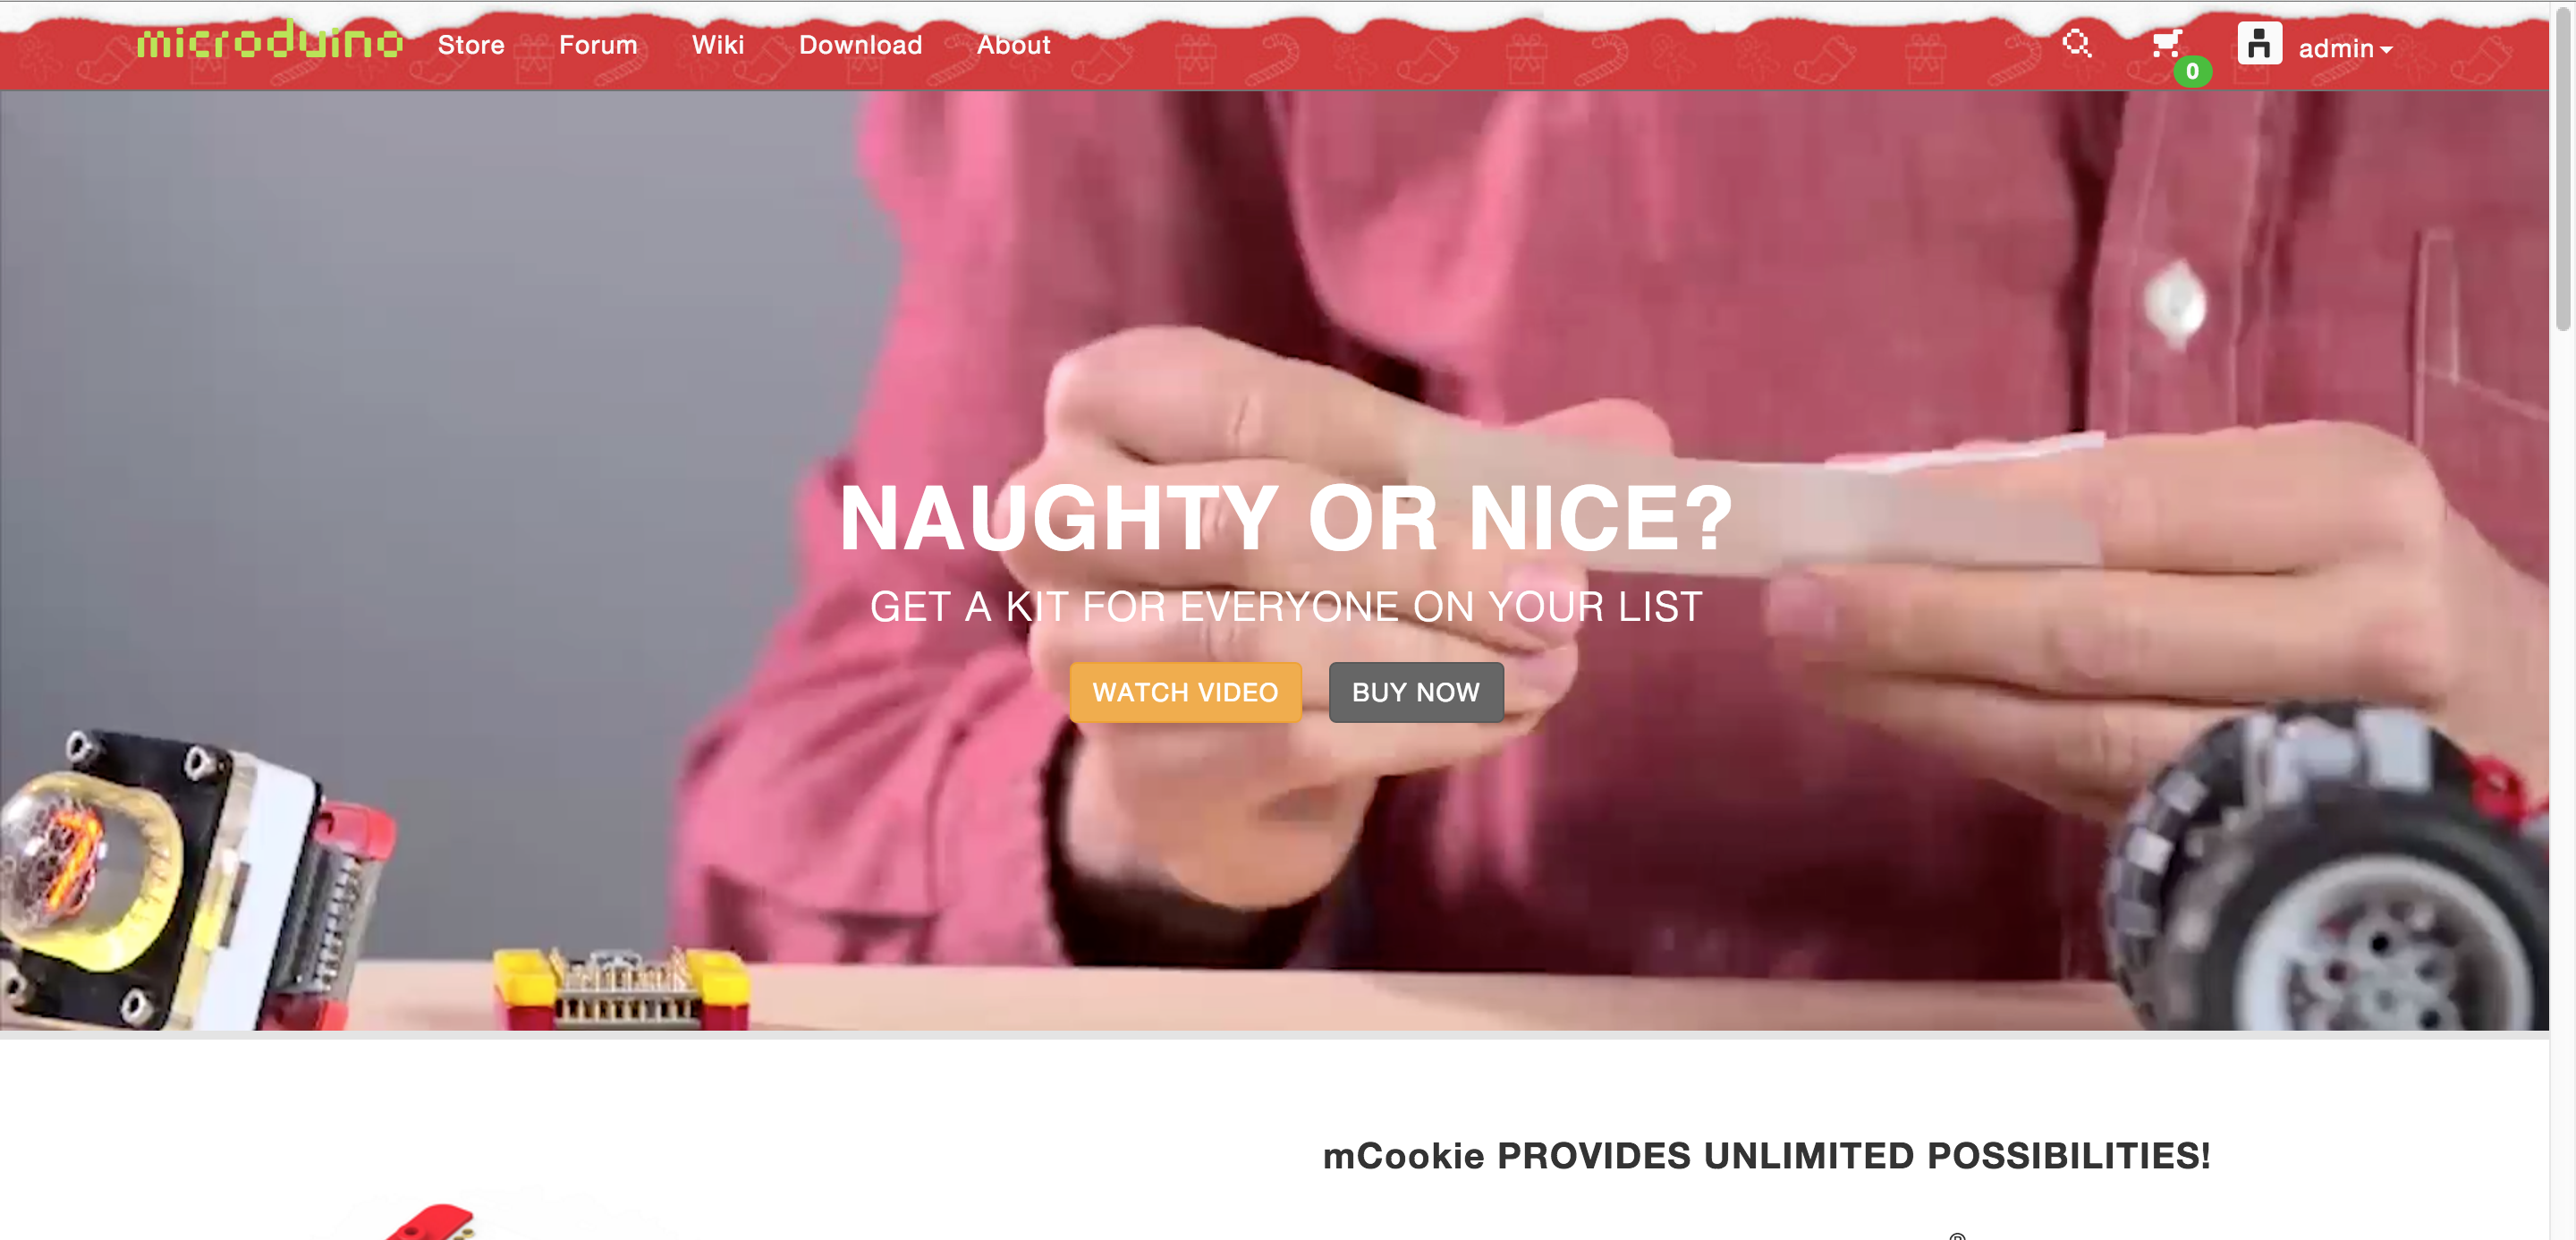 microduino Store Forum Wiki Download About 0 admin
NAUGHTY OR NICE?
GET A KIT FOR EVERYONE ON YOUR LIST
WATCH VIDEO BUY NOW
mCookie PROVIDES UNLIMITED POSSIBILITIES!
®